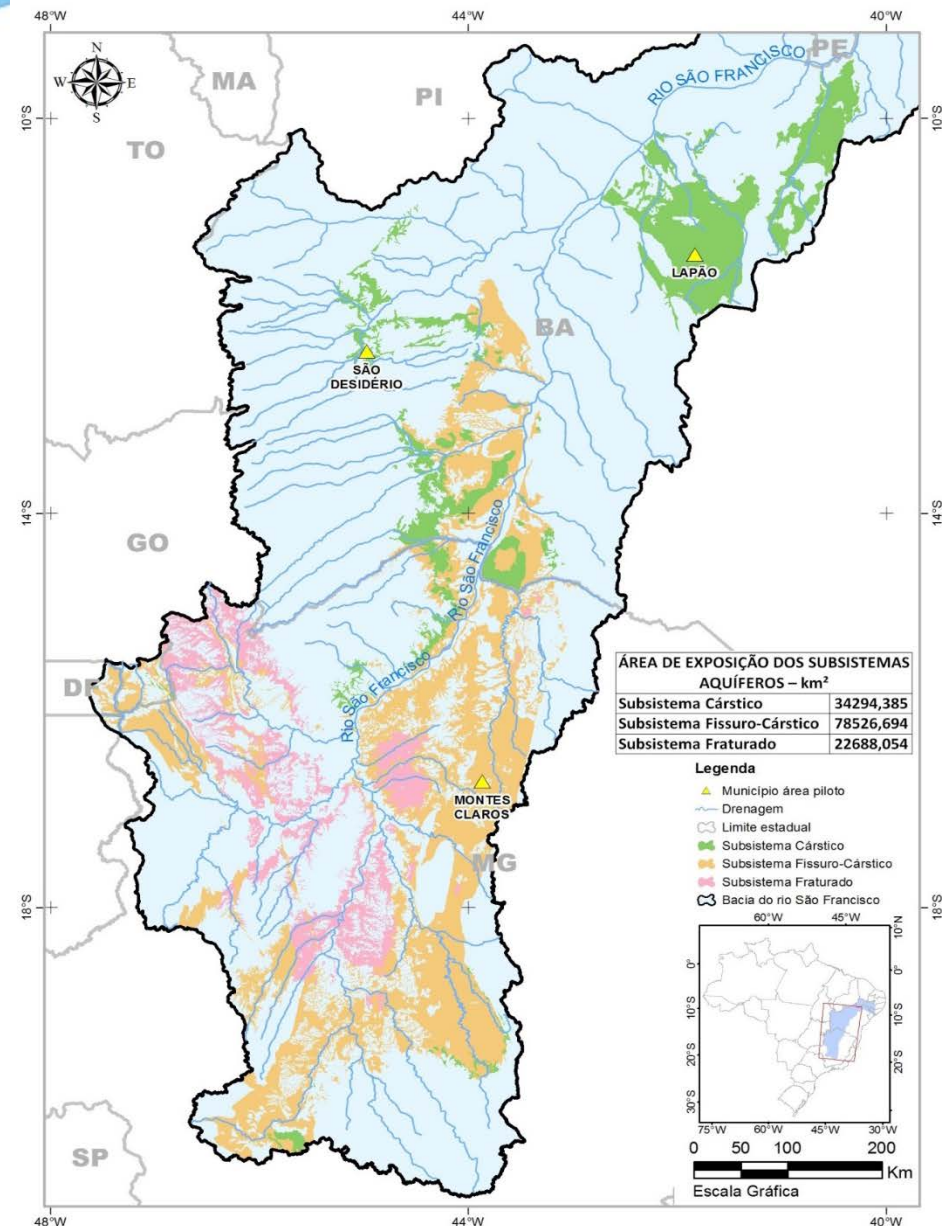 48°W
44°W
40°W
N
W
E
S
MA
PI
PE
RIO SÃO FRANCISCO
10°S
10°S
TO
LAPÃO
BA
SÃO
DESIDÉRIO
14°S
14°S
GO
Rio São Francisco
Rio São Francisco
DF
ÁREA DE EXPOSIÇÃO DOS SUBSISTEMAS
AQUÍFEROS – km²
Subsistema Cárstico 34294,385
Subsistema Fissuro-Cárstico 78526,694
Subsistema Fraturado 22688,054
MONTES
CLAROS
MG
Legenda
Município área piloto
Drenagem
Limite estadual
Subsistema Cárstico
Subsistema Fissuro-Cárstico
Subsistema Fraturado
Bacia do rio São Francisco
18°S
18°S
60°W
45°W
10°N
0°
0°
10°S
10°S
20°S
20°S
30°S
75°W
60°W
45°W
30°W
SP
0
50
100
200
Km
Escala Gráfica
48°W
44°W
40°W